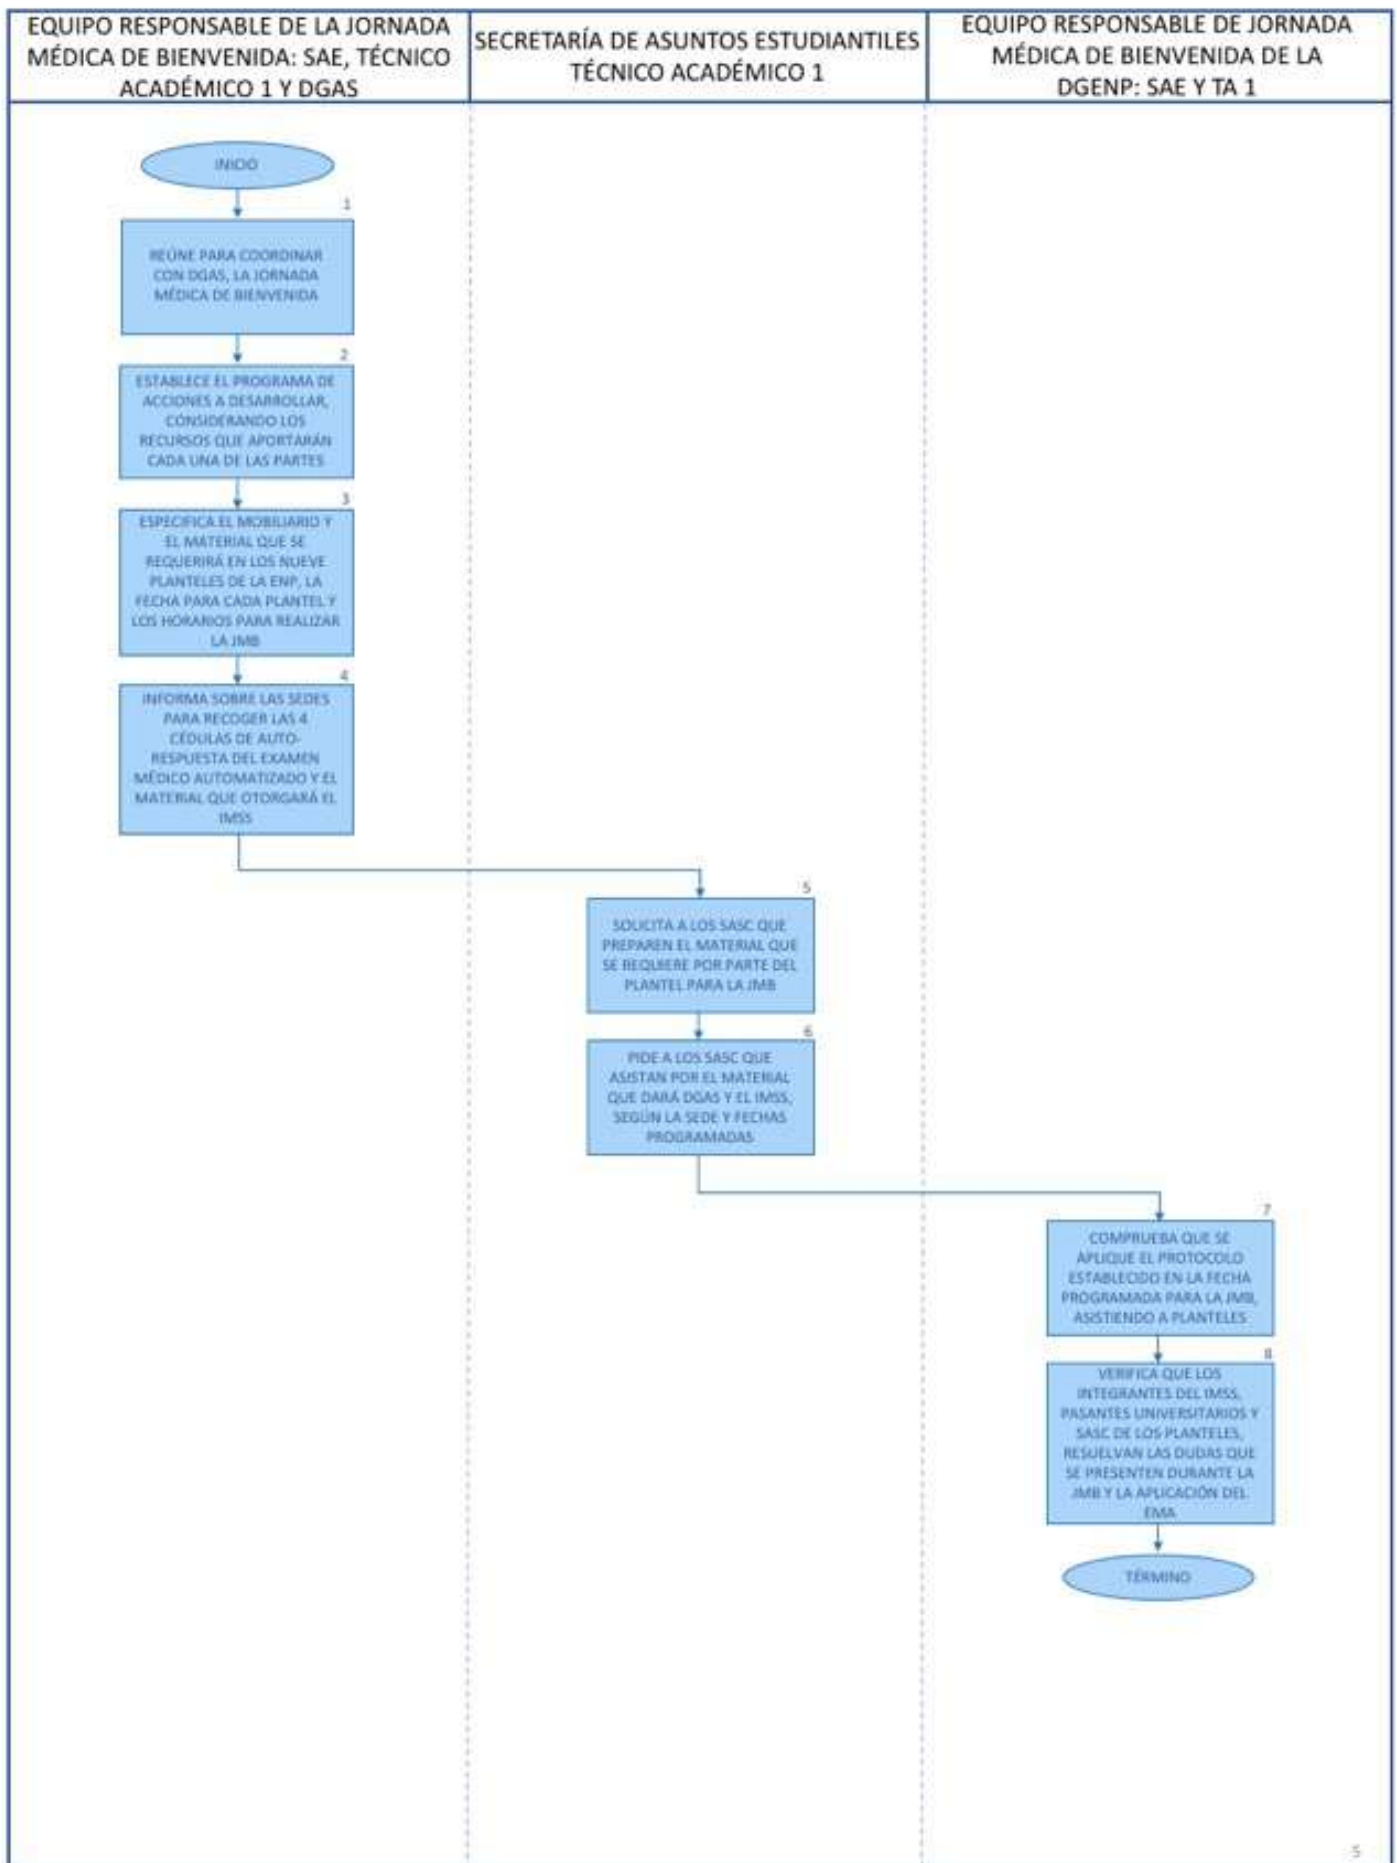 EQUIPO RESPONSABLE DE LA JORNADA
MÉDICA DE BIENVENIDA: SAE, TÉCNICO
ACADÉMICO 1 Y DGAS
SECRETARÍA DE ASUNTOS ESTUDIANTILES
TÉCNICO ACADÉMICO 1
EQUIPO RESPONSABLE DE JORNADA
MÉDICA DE BIENVENIDA DE LA
DGENP: SAE Y TA 1
INICIO
1
REÚNE PARA COORDINAR
CON DGAS, LA JORNADA
MÉDICA DE BIENVENIDA
2
ESTABLECE EL PROGRAMA DE
ACCIONES A DESARROLLAR,
CONSIDERANDO LOS
RECURSOS QUE APORTARÁN
CADA UNA DE LAS PARTES
3
ESPECIFICA EL MOBILIARIO Y
EL MATERIAL QUE SE
REQUERIRÁ EN LOS NUEVE
PLANTELES DE LA ENP, LA
FECHA PARA CADA PLANTEL Y
LOS HORARIOS PARA REALIZAR
LA JMB
4
INFORMA SOBRE LAS SEDES
PARA RECOGER LAS 4
CÉDULAS DE AUTO-
RESPUESTA DEL EXAMEN
MÉDICO AUTOMATIZADO Y EL
MATERIAL QUE OTORGARÁ EL
IMSS
5
SOLICITA A LOS SASC QUE
PREPAREN EL MATERIAL QUE
SE REQUIERE POR PARTE DEL
PLANTEL PARA LA JMB
6
PIDE A LOS SASC QUE
ASISTAN POR EL MATERIAL
QUE DARÁ DGAS Y EL IMSS,
SEGÚN LA SEDE Y FECHAS
PROGRAMADAS
7
COMPRUEBA QUE SE
APLIQUE EL PROTOCOLO
ESTABLECIDO EN LA FECHA
PROGRAMADA PARA LA JMB,
ASISTIENDO A PLANTELES
8
VERIFICA QUE LOS
INTEGRANTES DEL IMSS,
PASANTES UNIVERSITARIOS Y
SASC DE LOS PLANTELES,
RESUELVAN LAS DUDAS QUE
SE PRESENTEN DURANTE LA
JMB Y LA APLICACIÓN DEL
EMA
TÉRMINO
5